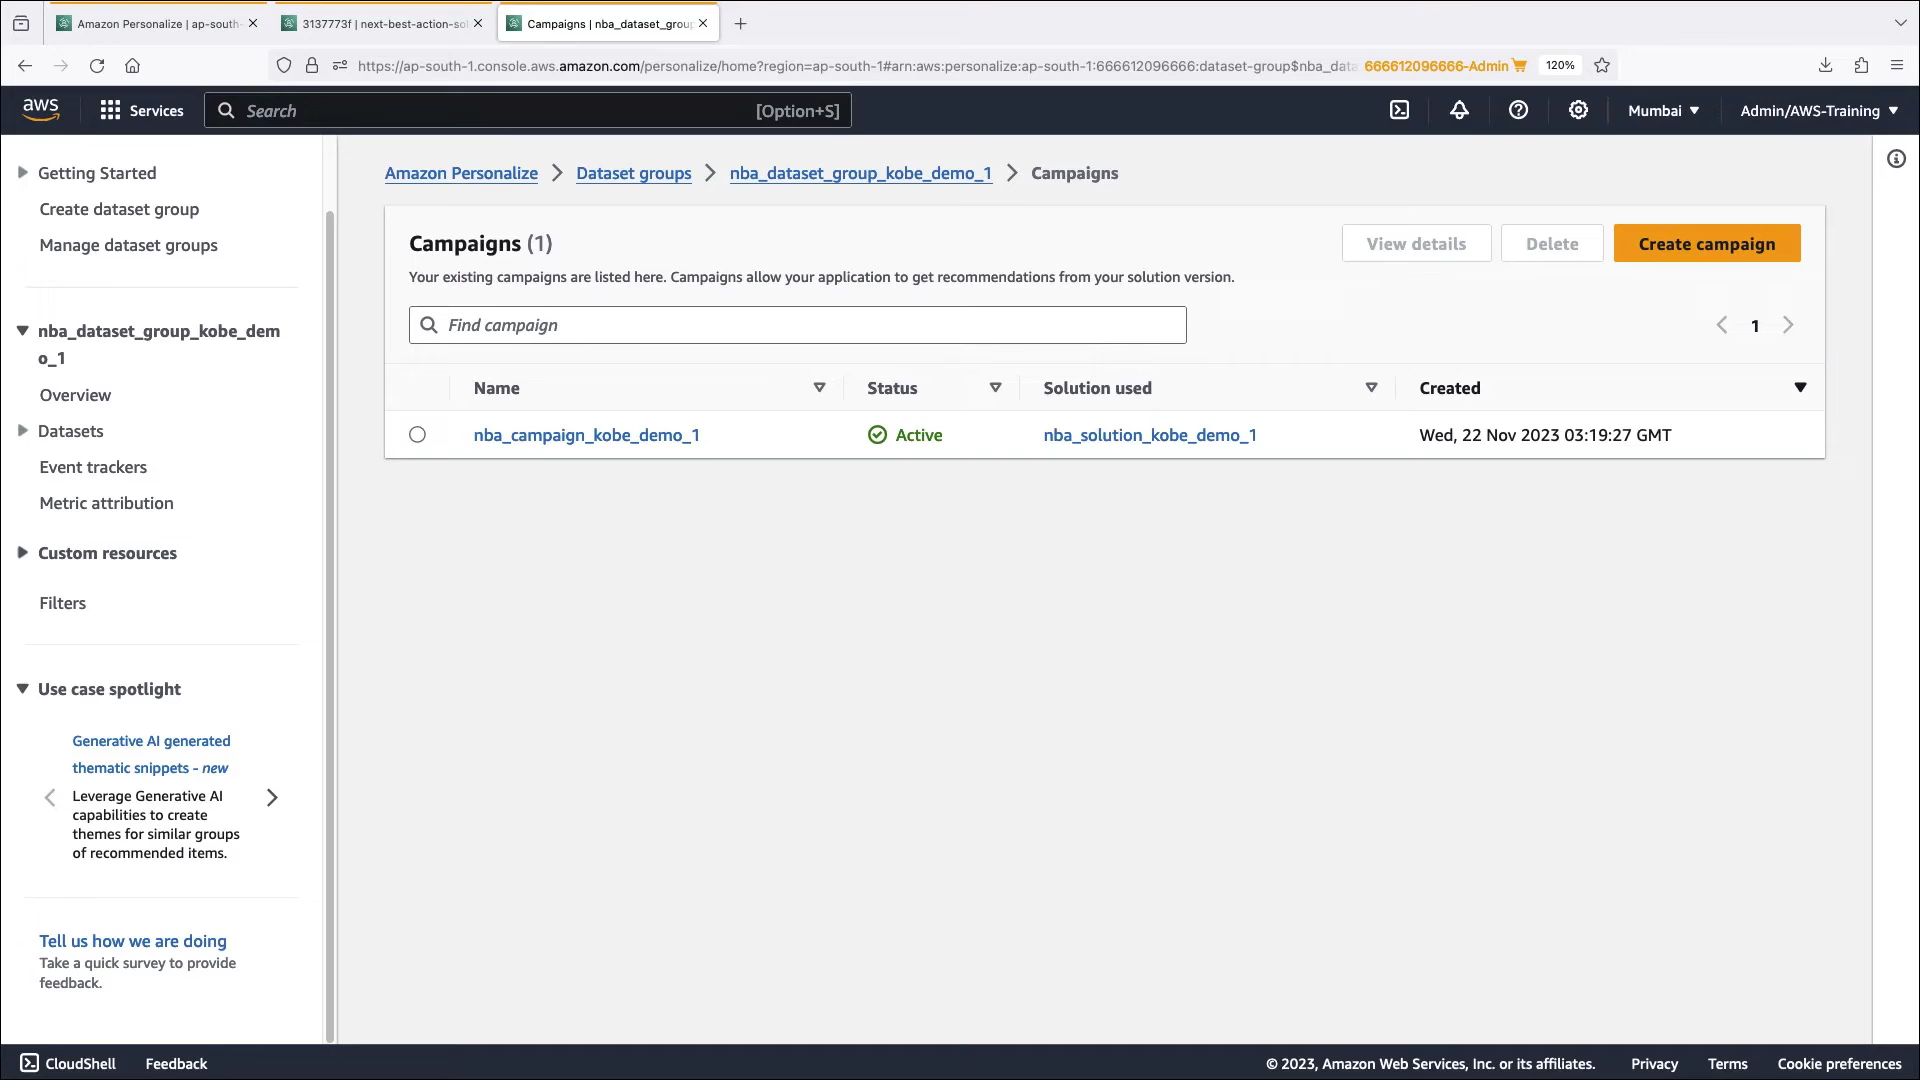 Amazon Personalize | ap-south-
3137773f | next-best-action-so
Campaigns | nba_dataset_grou
https://ap-south-1.console.aws.amazon.com/personalize/home?region=ap-south-1#arn:aws:personalize:ap-south-1:666612096666:dataset-group$nba_data
666612096666-Admin
120%
aws
Services
Search
[Option+S]
Mumbai
Admin/AWS-Training
Getting Started
Create dataset group
Manage dataset groups
nba_dataset_group_kobe_dem
o_1
Overview
Datasets
Event trackers
Metric attribution
Custom resources
Filters
Use case spotlight
Generative AI generated
thematic snippets - new
Leverage Generative AI
capabilities to create
themes for similar groups
of recommended items.
Tell us how we are doing
Take a quick survey to provide
feedback.
Amazon Personalize
Dataset groups
nba_dataset_group_kobe_demo_1
Campaigns
Campaigns (1)
View details
Delete
Create campaign
Your existing campaigns are listed here. Campaigns allow your application to get recommendations from your solution version.
Find campaign
1
Name
Status
Solution used
Created
nba_campaign_kobe_demo_1
Active
nba_solution_kobe_demo_1
Wed, 22 Nov 2023 03:19:27 GMT
CloudShell
Feedback
© 2023, Amazon Web Services, Inc. or its affiliates.
Privacy
Terms
Cookie preferences